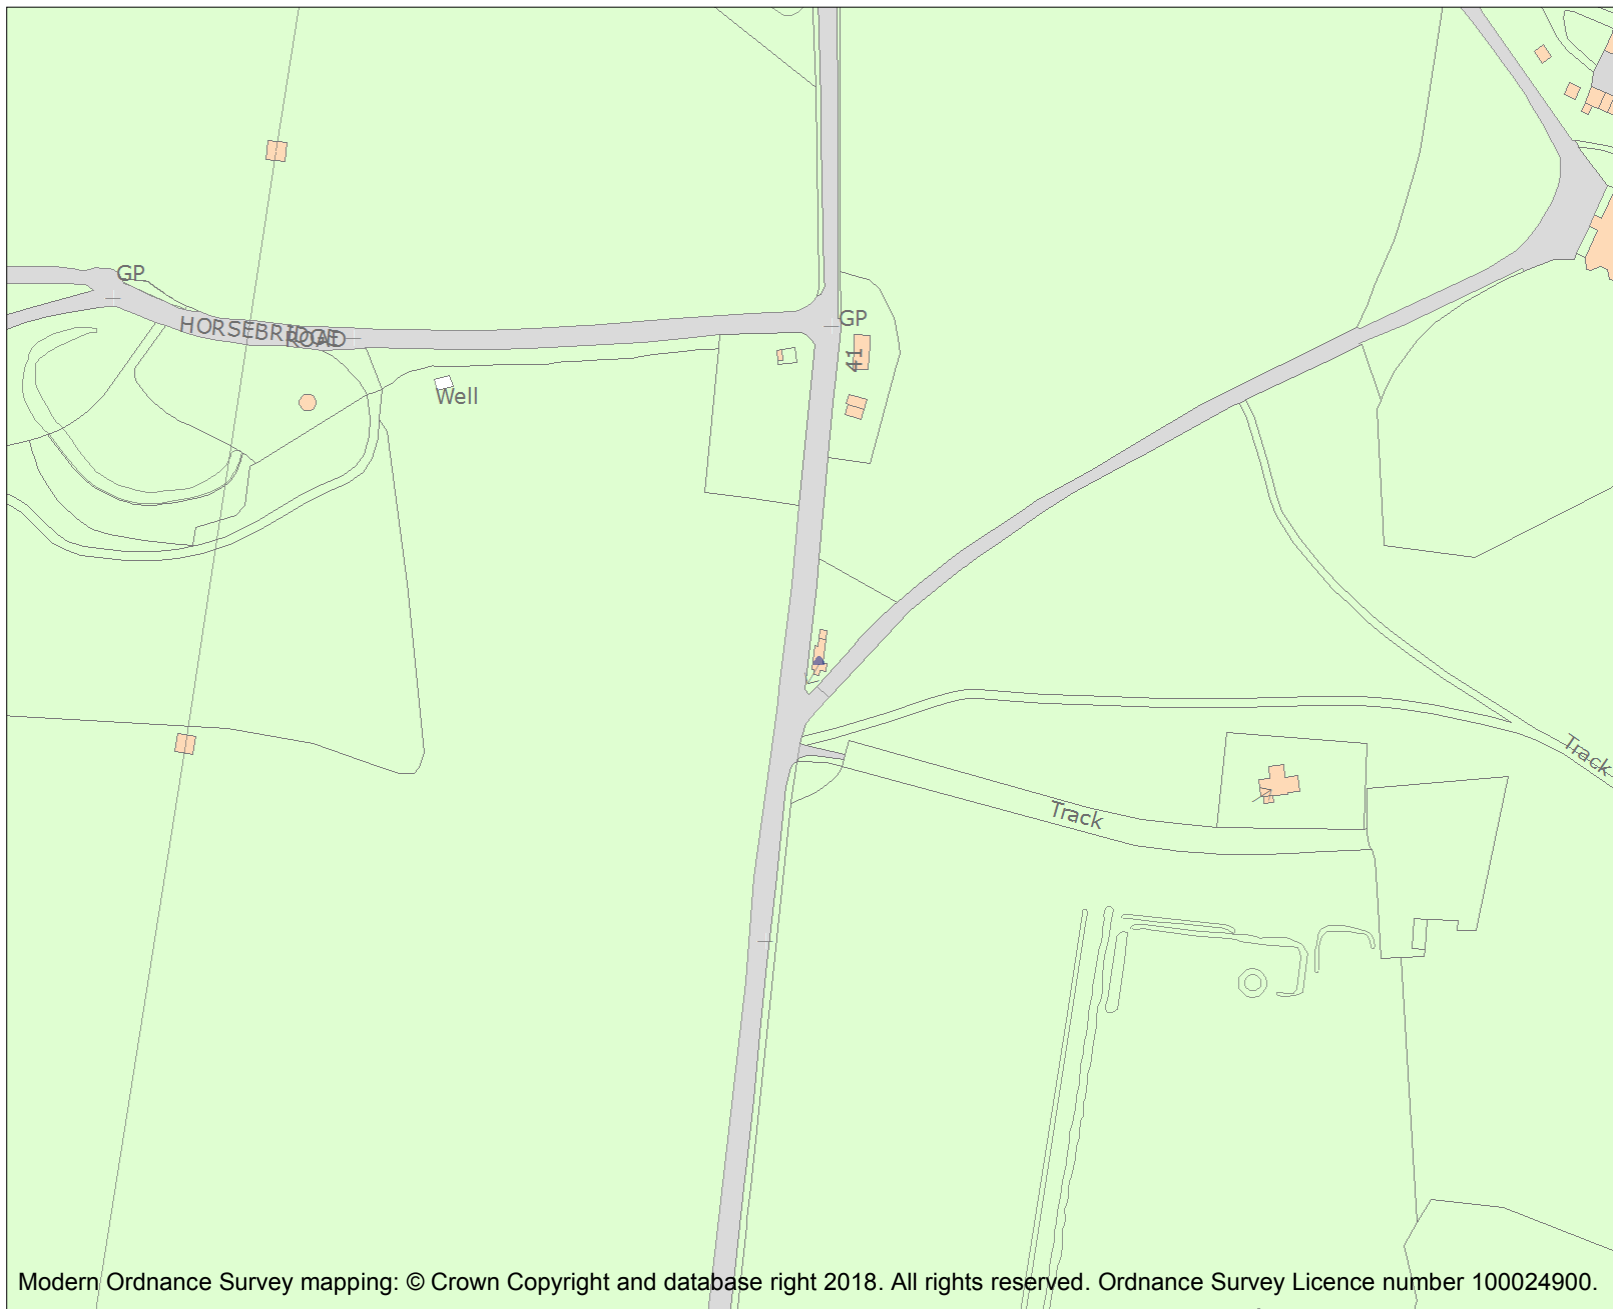 GP
HORSEBRIDGE
ROAD
GP
41
Well
Track
Track
Modern Ordnance Survey mapping: © Crown Copyright and database right 2018. All rights reserved. Ordnance Survey Licence number 100024900.